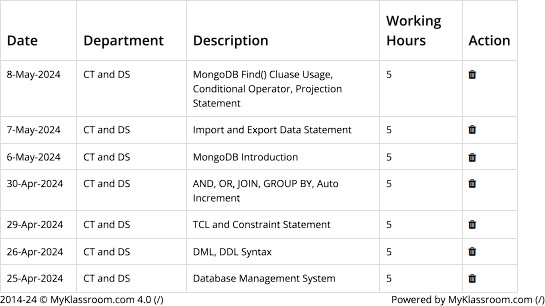 Date Department Description Working Hours Action
8-May-2024 CT and DS MongoDB Find() Cluase Usage,
Conditional Operator, Projection
Statement 5
7-May-2024 CT and DS Import and Export Data Statement 5
6-May-2024 CT and DS MongoDB Introduction 5
30-Apr-2024 CT and DS AND, OR, JOIN, GROUP BY, Auto
Increment 5
29-Apr-2024 CT and DS TCL and Constraint Statement 5
26-Apr-2024 CT and DS DML, DDL Syntax 5
25-Apr-2024 CT and DS Database Management System 5
2014-24 © MyKlassroom.com 4.0 (/) Powered by MyKlassroom.com (/)